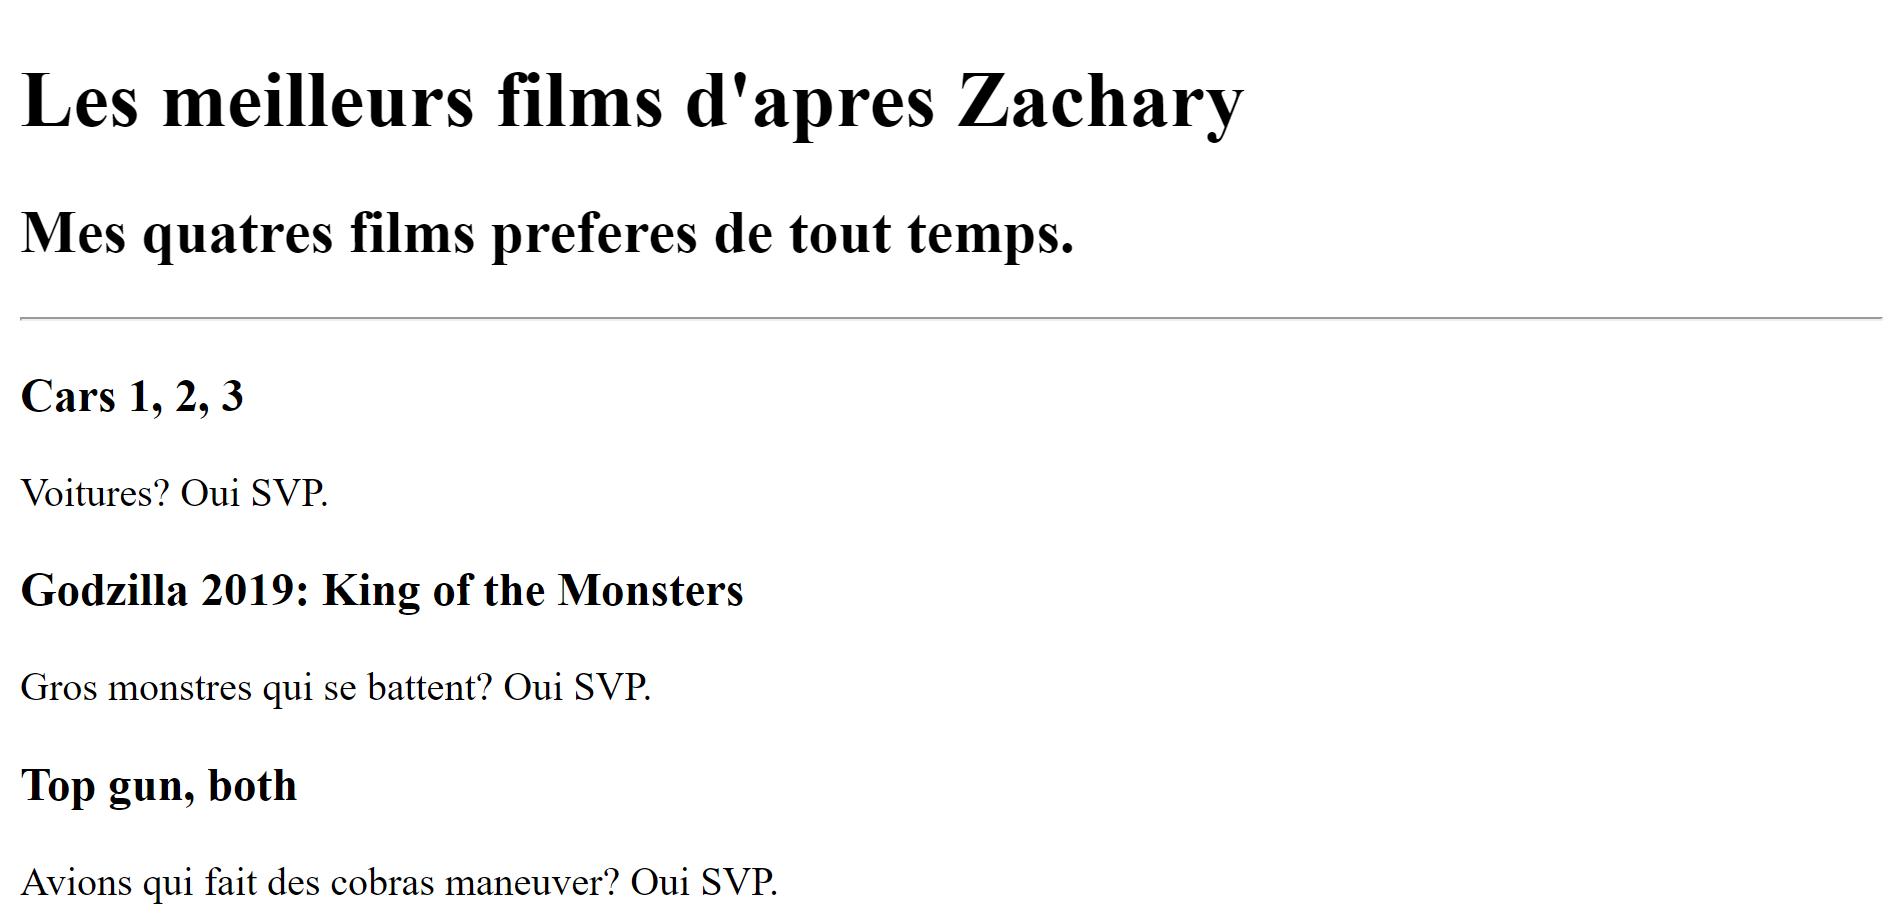 Les meilleurs films d'apres Zachary
Mes quatres films preferes de tout temps.
Cars 1, 2, 3
Voitures? Oui SVP.
Godzilla 2019: King of the Monsters
Gros monstres qui se battent? Oui SVP.
Top gun, both
Avions qui fait des cobras maneuver? Oui SVP.